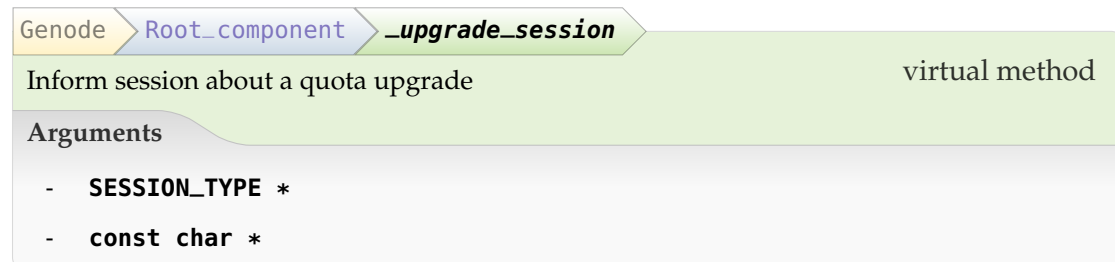 Genode Root_component _upgrade_session
Inform session about a quota upgrade virtual method
Arguments
- SESSION_TYPE *
- const char *